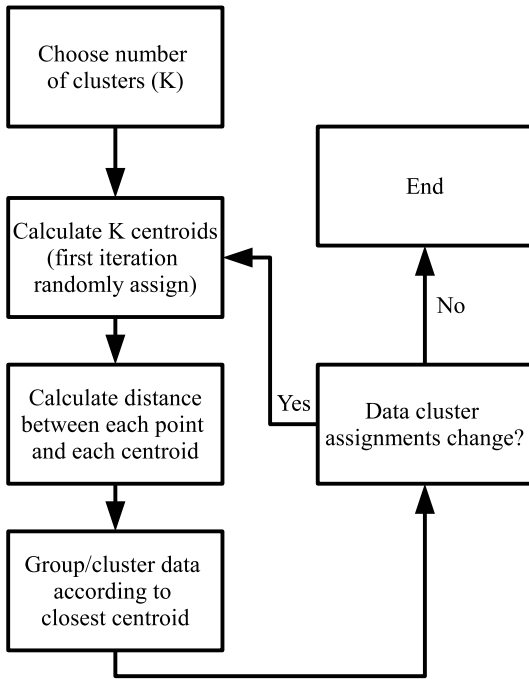 Choose number
of clusters (K)
Calculate K centroids
(first iteration
randomly assign)
Calculate distance
between each point
and each centroid
Group/cluster data
according to
closest centroid
Data cluster
assignments change?
Yes
No
End